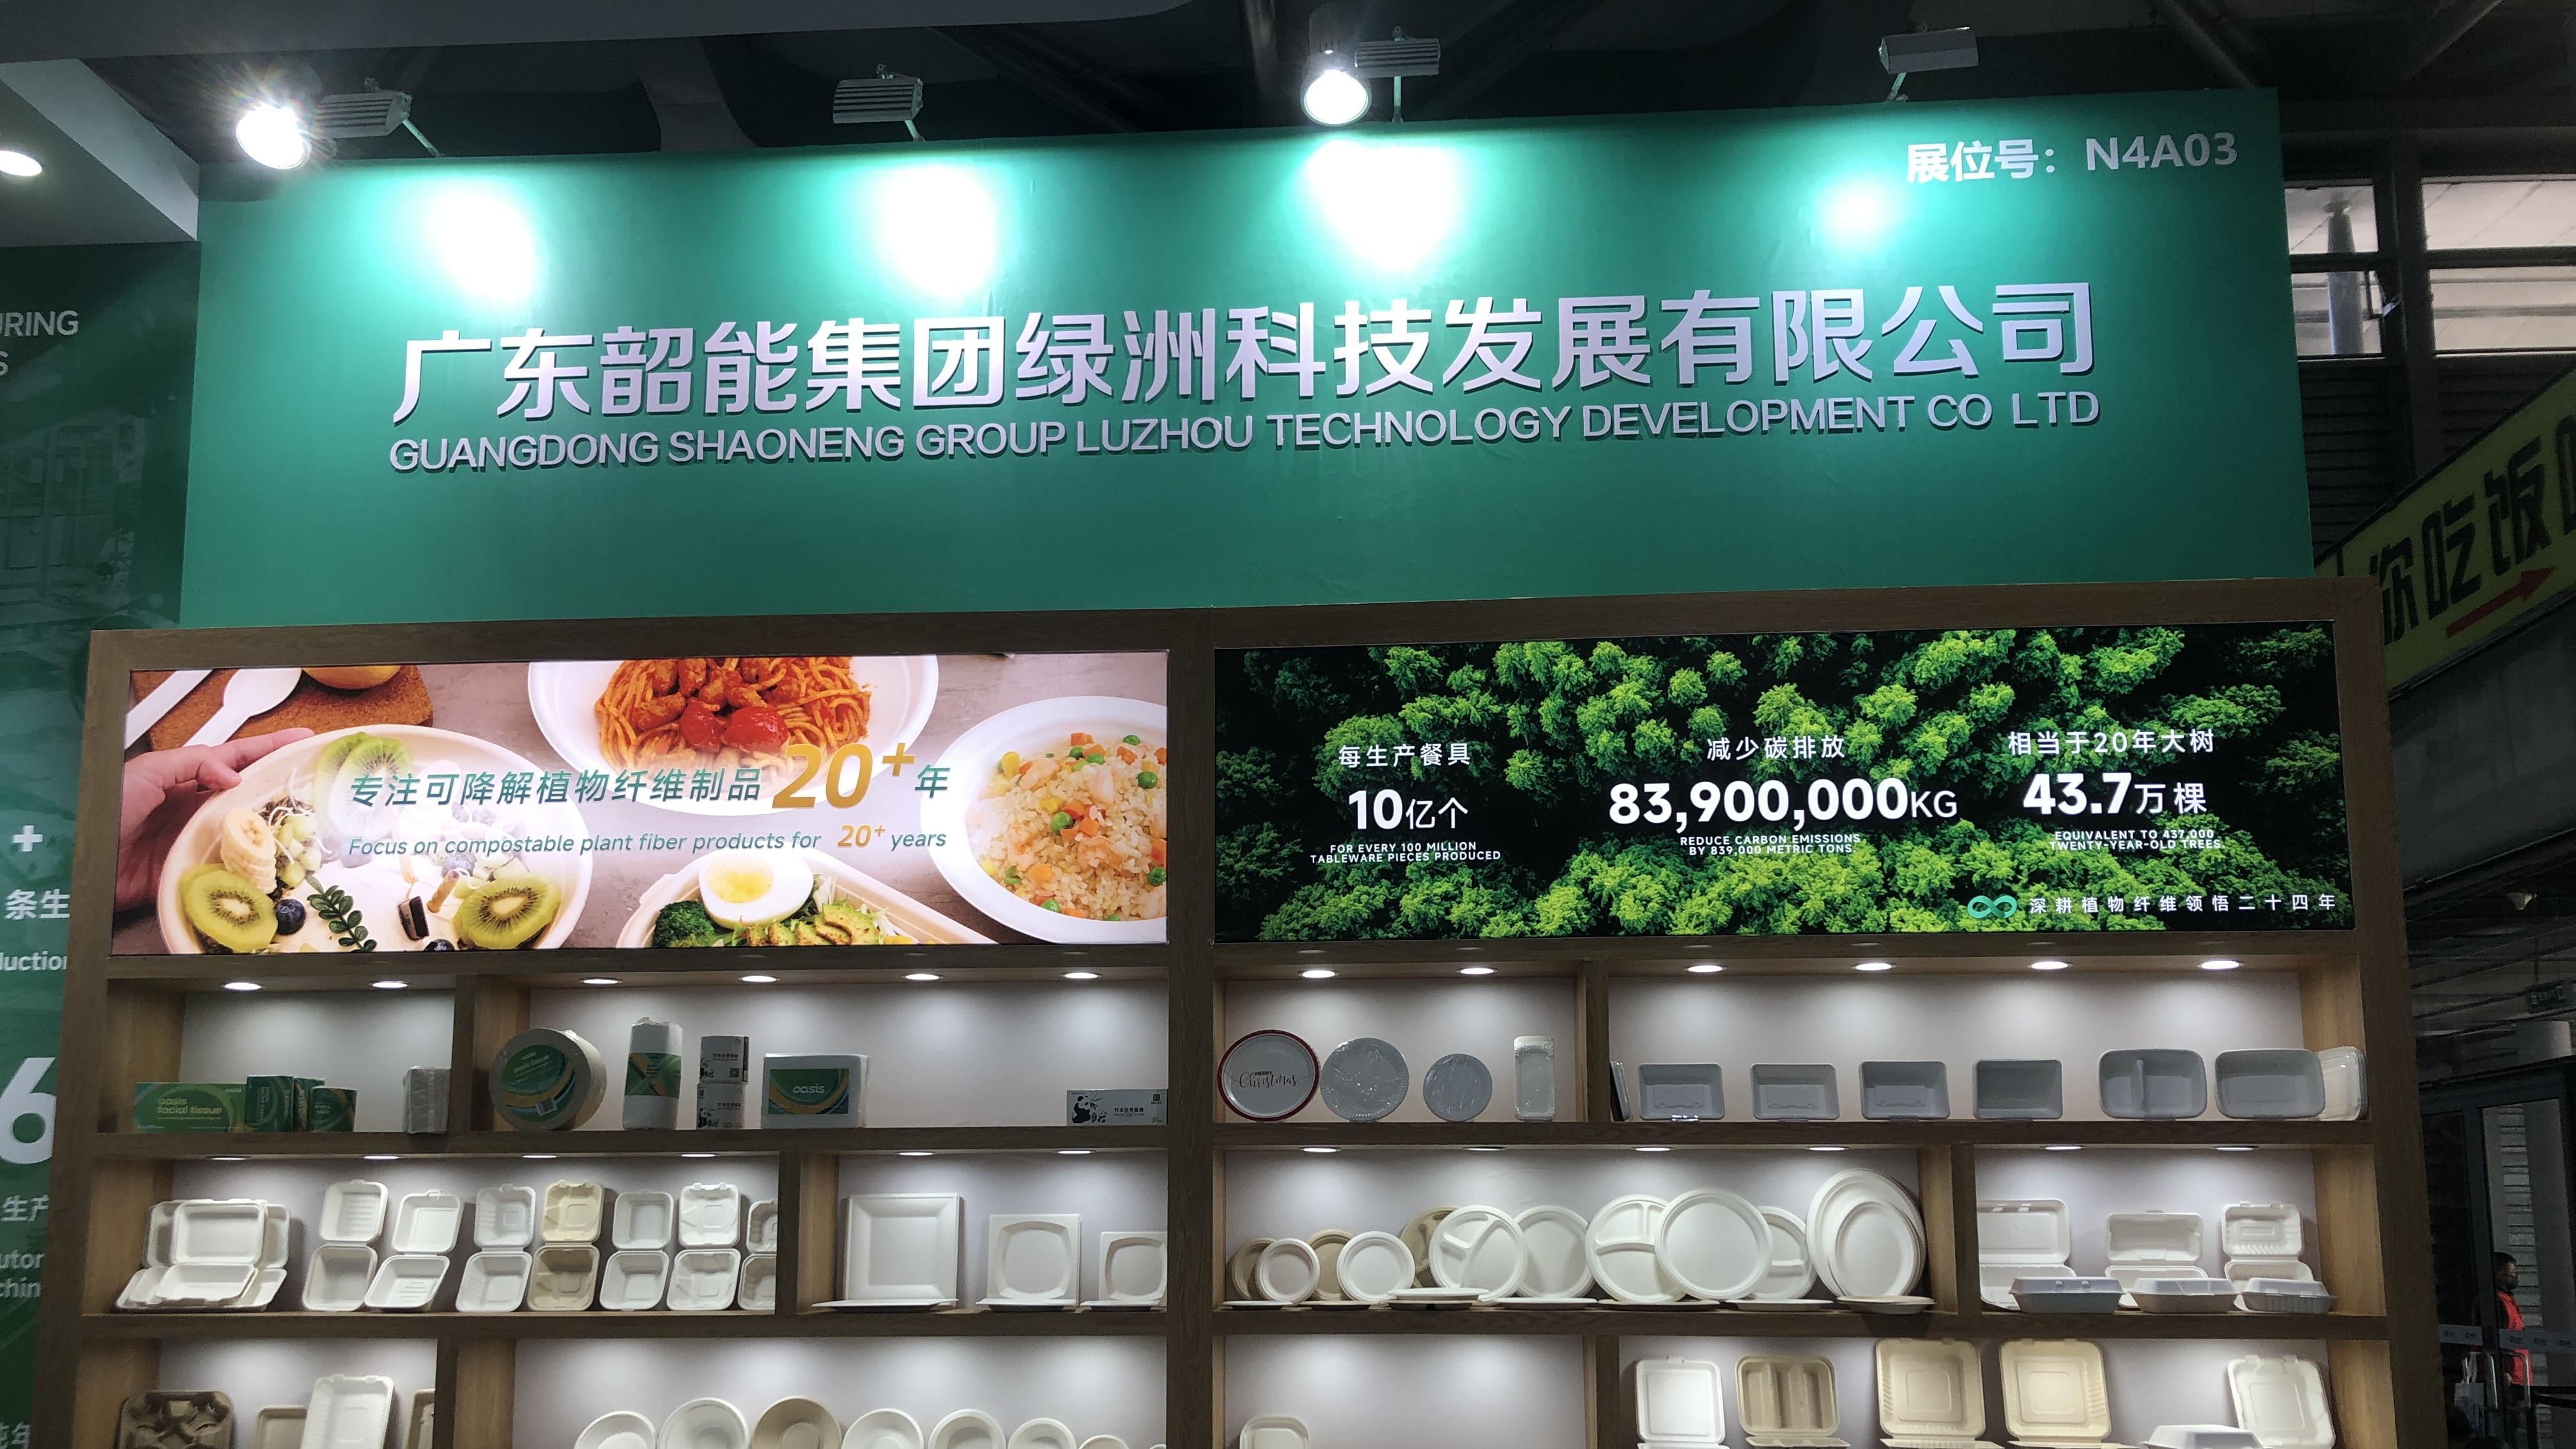 展位号：N4A03
广东韶能集团绿洲科技发展有限公司
GUANGDONG SHAONENG GROUP LUZHOU TECHNOLOGY DEVELOPMENT CO LTD
URING
S
+
条生
duction
6
生产
utor
chin
你吃饭
专注可降解植物纤维制品 20+年
Focus on compostable plant fiber products for 20+ years
每生产餐具
10亿个
FOR EVERY 100 MILLION
TABLEWARE PIECES PRODUCED
减少碳排放
83,900,000KG
REDUCE CARBON EMISSIONS
BY 839,000 METRIC TONS
相当于20年大树
43.7万棵
EQUIVALENT TO 437,000
TWENTY-YEAR-OLD TREES
深耕植物纤维领悟二十四年
oasis
facial tissue
oasis
MERRY
Christmas